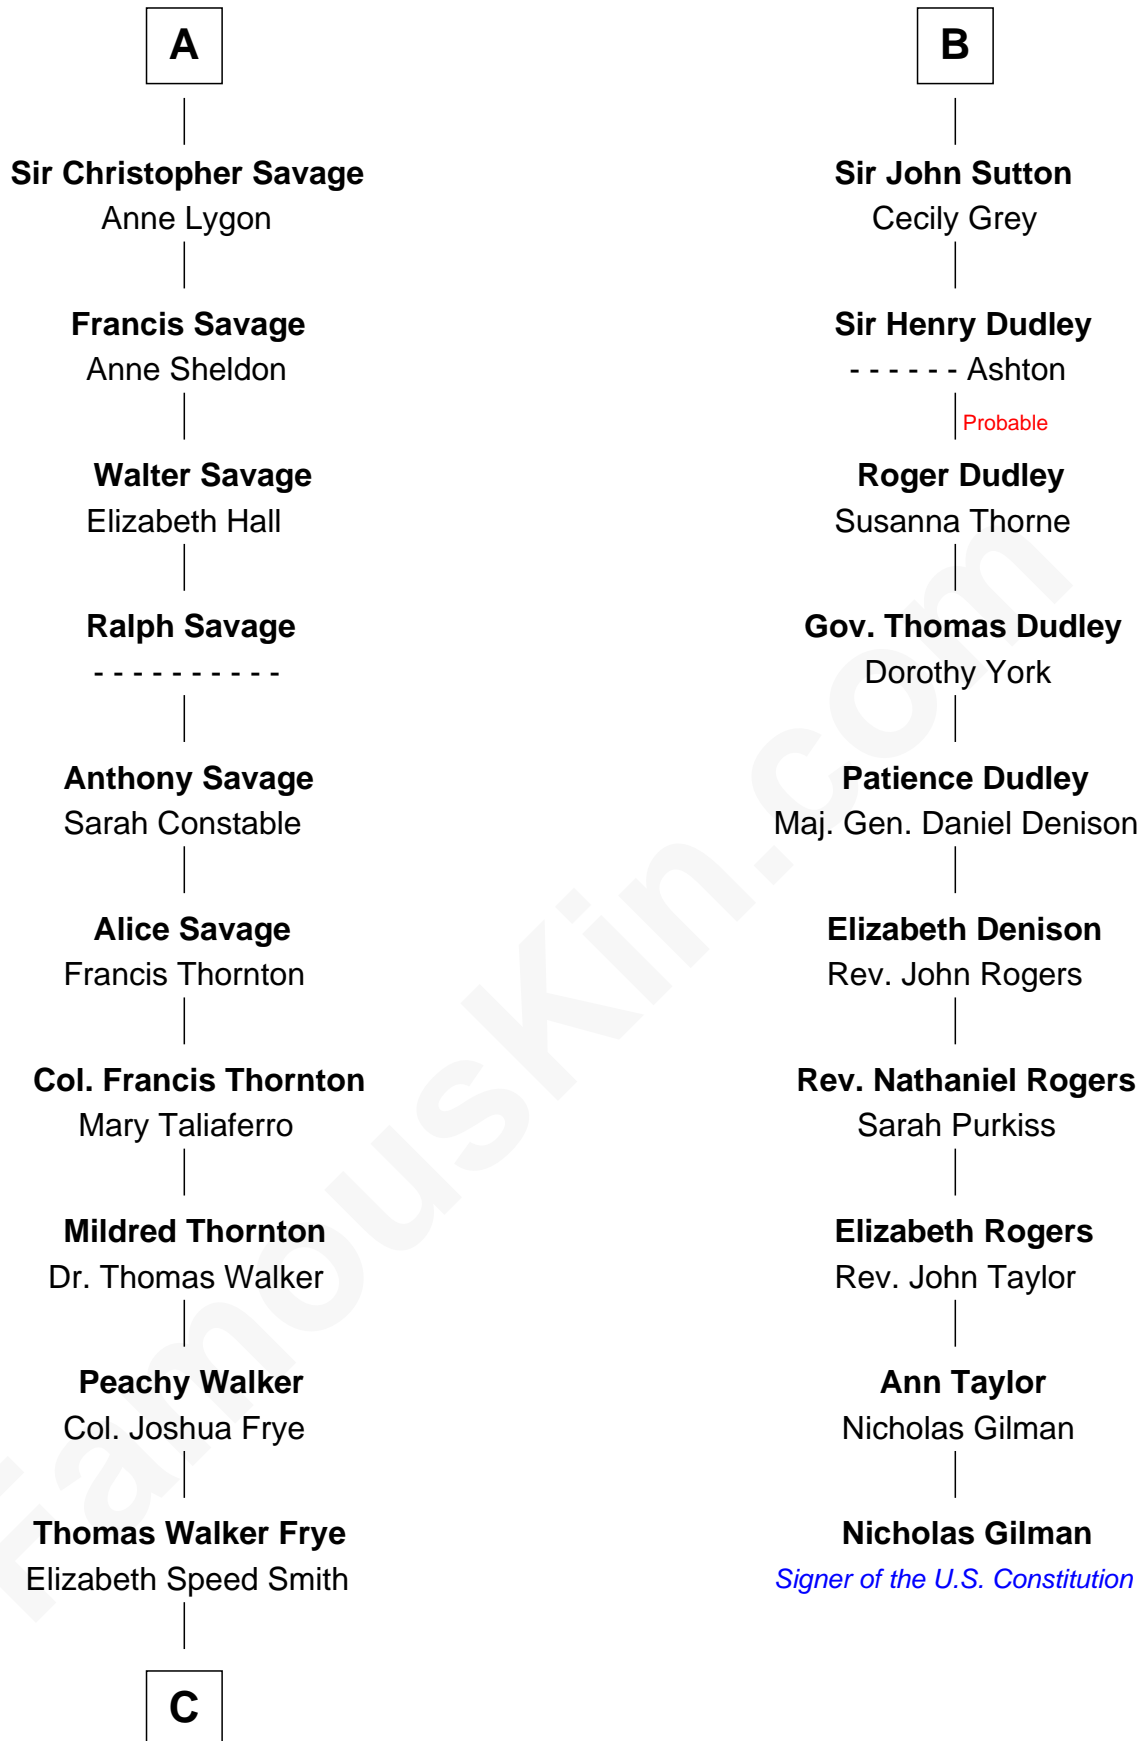 A
Sir Christopher Savage
Anne Lygon
Francis Savage
Anne Sheldon
Walter Savage
Elizabeth Hall
Ralph Savage
- - - - - - - - - -
Anthony Savage
Sarah Constable
Alice Savage
Francis Thornton
Col. Francis Thornton
Mary Taliaferro
Mildred Thornton
Dr. Thomas Walker
Peachy Walker
Col. Joshua Frye
Thomas Walker Frye
Elizabeth Speed Smith
C
B
Sir John Sutton
Cecily Grey
Sir Henry Dudley
- - - - - - Ashton
Probable
Roger Dudley
Susanna Thorne
Gov. Thomas Dudley
Dorothy York
Patience Dudley
Maj. Gen. Daniel Denison
Elizabeth Denison
Rev. John Rogers
Rev. Nathaniel Rogers
Sarah Purkiss
Elizabeth Rogers
Rev. John Taylor
Ann Taylor
Nicholas Gilman
Nicholas Gilman
Signer of the U.S. Constitution
FamousKin.com